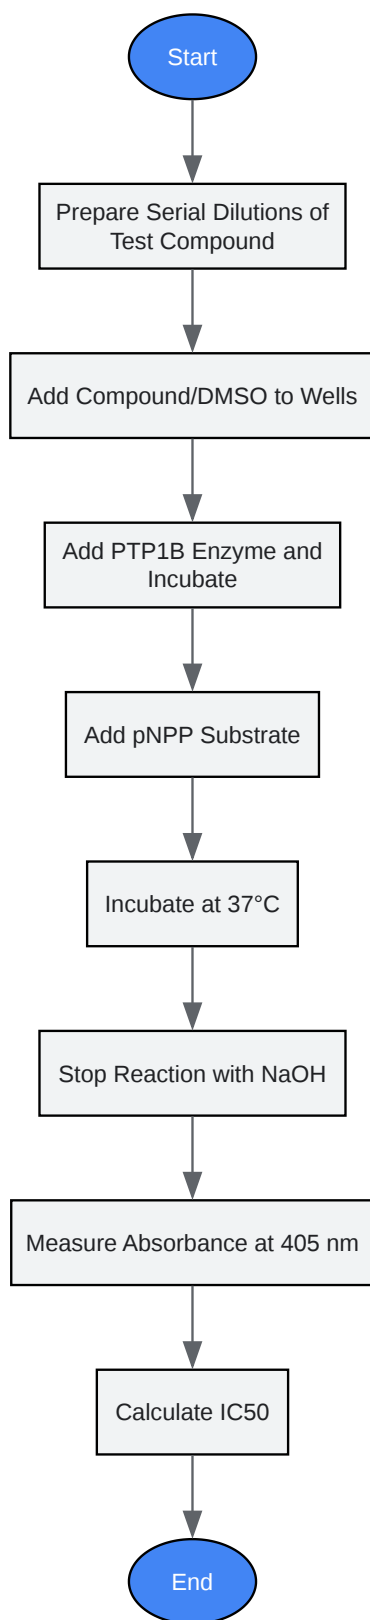 Start
Prepare Serial Dilutions of
Test Compound
Add Compound/DMSO to Wells
Add PTP1B Enzyme and
Incubate
Add pNPP Substrate
Incubate at 37°C
Stop Reaction with NaOH
Measure Absorbance at 405 nm
Calculate IC50
End